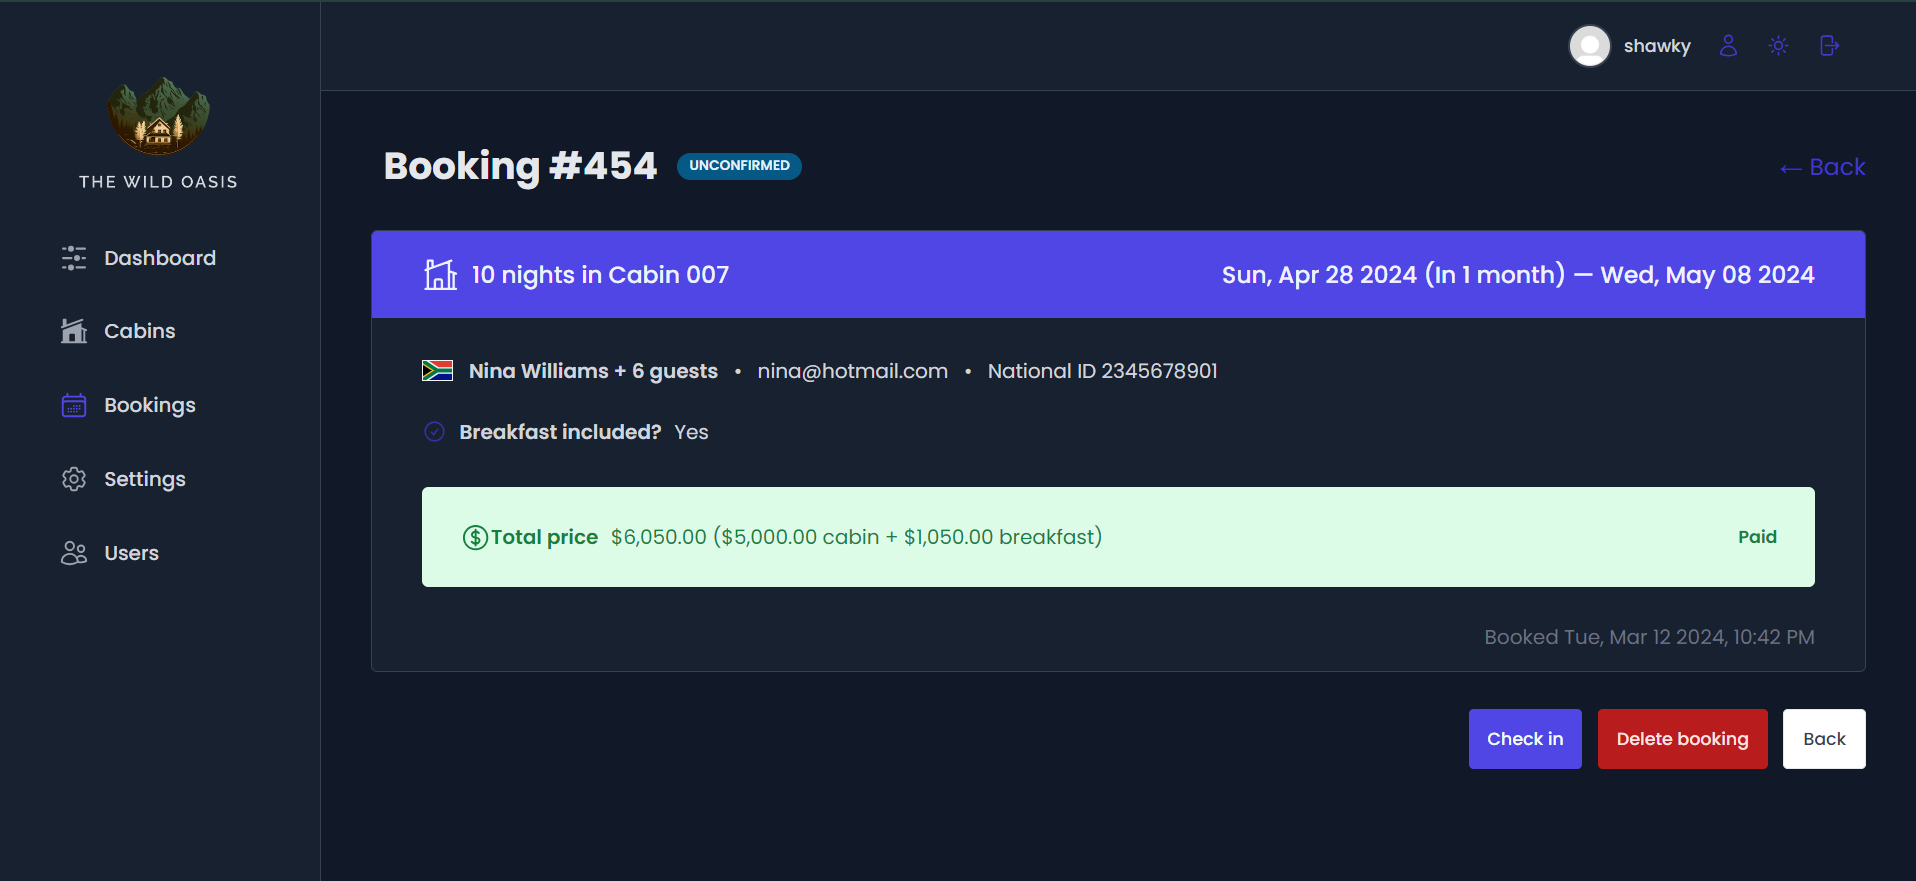 shawky
THE WILD OASIS
Dashboard
Cabins
Bookings
Settings
Users
Booking #454 UNCONFIRMED
← Back
10 nights in Cabin 007
Sun, Apr 28 2024 (In 1 month) — Wed, May 08 2024
Nina Williams + 6 guests • nina@hotmail.com • National ID 2345678901
Breakfast included? Yes
Total price $6,050.00 ($5,000.00 cabin + $1,050.00 breakfast)
Paid
Booked Tue, Mar 12 2024, 10:42 PM
Check in
Delete booking
Back